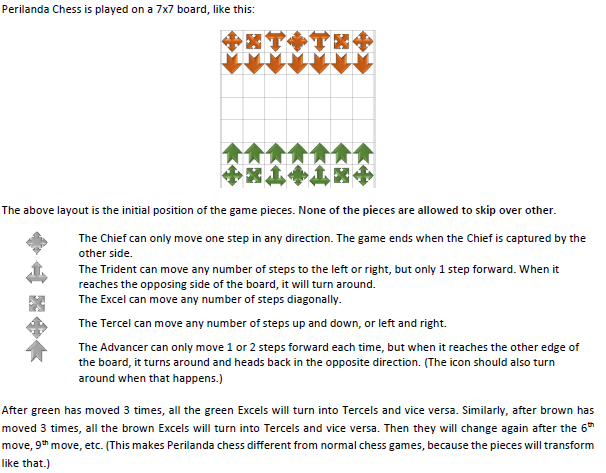 Perilanda Chess is played on a 7x7 board, like this:
The above layout is the initial position of the game pieces. None of the pieces are allowed to skip over other.
The Chief can only move one step in any direction. The game ends when the Chief is captured by the
other side.
The Trident can move any number of steps to the left or right, but only 1 step forward. When it
reaches the opposing side of the board, it will turn around.
The Excel can move any number of steps diagonally.
The Tercel can move any number of steps up and down, or left and right.
The Advancer can only move 1 or 2 steps forward each time, but when it reaches the other edge of
the board, it turns around and heads back in the opposite direction. (The icon should also turn
around when that happens.)
After green has moved 3 times, all the green Excels will turn into Tercels and vice versa. Similarly, after brown has
moved 3 times, all the brown Excels will turn into Tercels and vice versa. Then they will change again after the 6th
move, 9th move, etc. (This makes Perilanda chess different from normal chess games, because the pieces will transform
like that.)